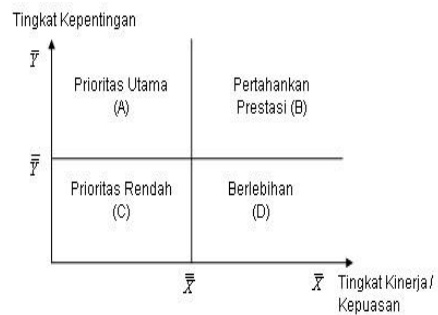 Tingkat Kepentingan
Y̅
Prioritas Utama
(A)
Pertahankan
Prestasi (B)
Y̿
Prioritas Rendah
(C)
Berlebihan
(D)
X̿
X̅
Tingkat Kinerja /
Kepuasan